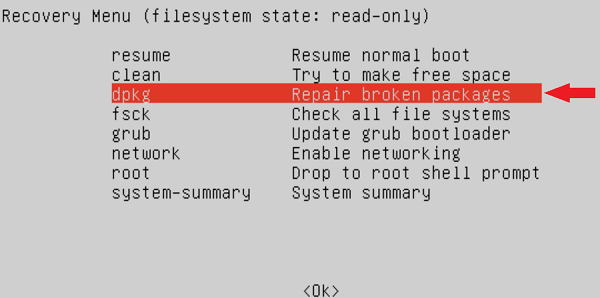 Recovery Menu (filesystem state: read-only)
resume Resume normal boot
clean Try to make free space
dpkg Repair broken packages
fsck Check all file systems
grub Update grub bootloader
network Enable networking
root Drop to root shell prompt
system-summary System summary
<Ok>